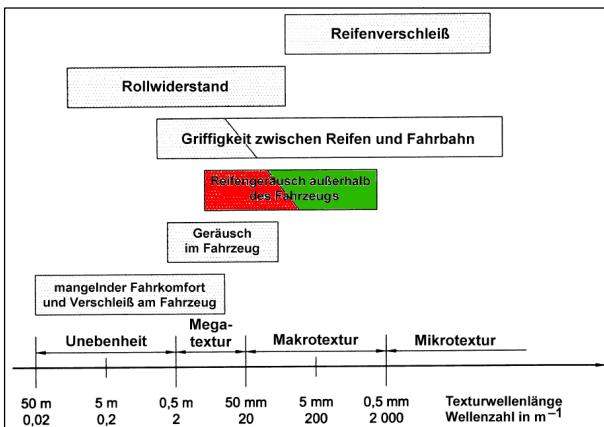 Reifenverschleiß
Rollwiderstand
Griffigkeit zwischen Reifen und Fahrbahn
Reifengeräusch außerhalb
des Fahrzeugs
Geräusch
im Fahrzeug
mangelnder Fahrkomfort
und Verschleiß am Fahrzeug
Unebenheit
Mega-
textur
Makrotextur
Mikrotextur
50 m 5 m 0,5 m 50 mm 5 mm 0,5 mm Texturwellenlänge
0,02 0,2 2 20 200 2 000 Wellenzahl in m⁻¹